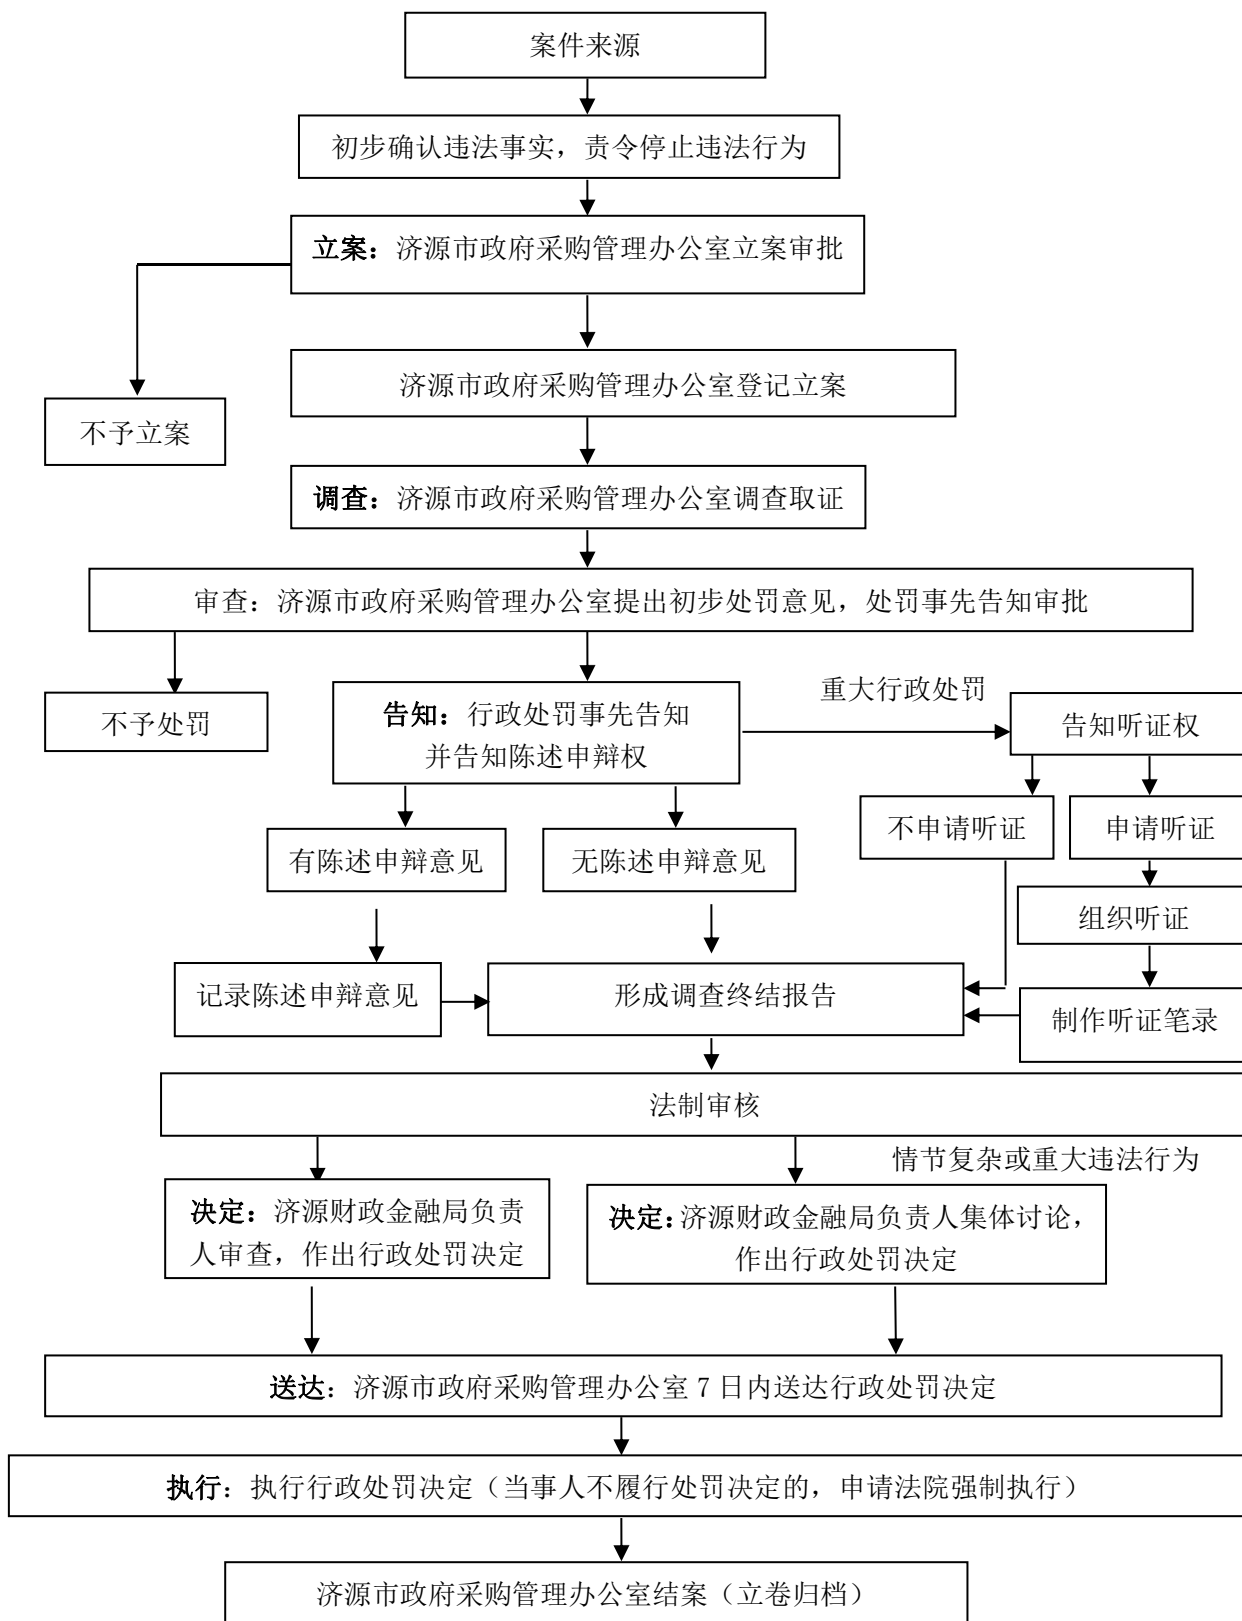 案件来源
初步确认违法事实，责令停止违法行为
立案：济源市政府采购管理办公室立案审批
济源市政府采购管理办公室登记立案
不予立案
调查：济源市政府采购管理办公室调查取证
审查：济源市政府采购管理办公室提出初步处罚意见，处罚事先告知审批
重大行政处罚
不予处罚
告知：行政处罚事先告知
并告知陈述申辩权
告知听证权
不申请听证
申请听证
有陈述申辩意见
无陈述申辩意见
组织听证
记录陈述申辩意见
形成调查终结报告
制作听证笔录
法制审核
情节复杂或重大违法行为
决定：济源财政金融局负责
人审查，作出行政处罚决定
决定：济源财政金融局负责人集体讨论，
作出行政处罚决定
送达：济源市政府采购管理办公室 7 日内送达行政处罚决定
执行：执行行政处罚决定（当事人不履行处罚决定的，申请法院强制执行）
济源市政府采购管理办公室结案（立卷归档）